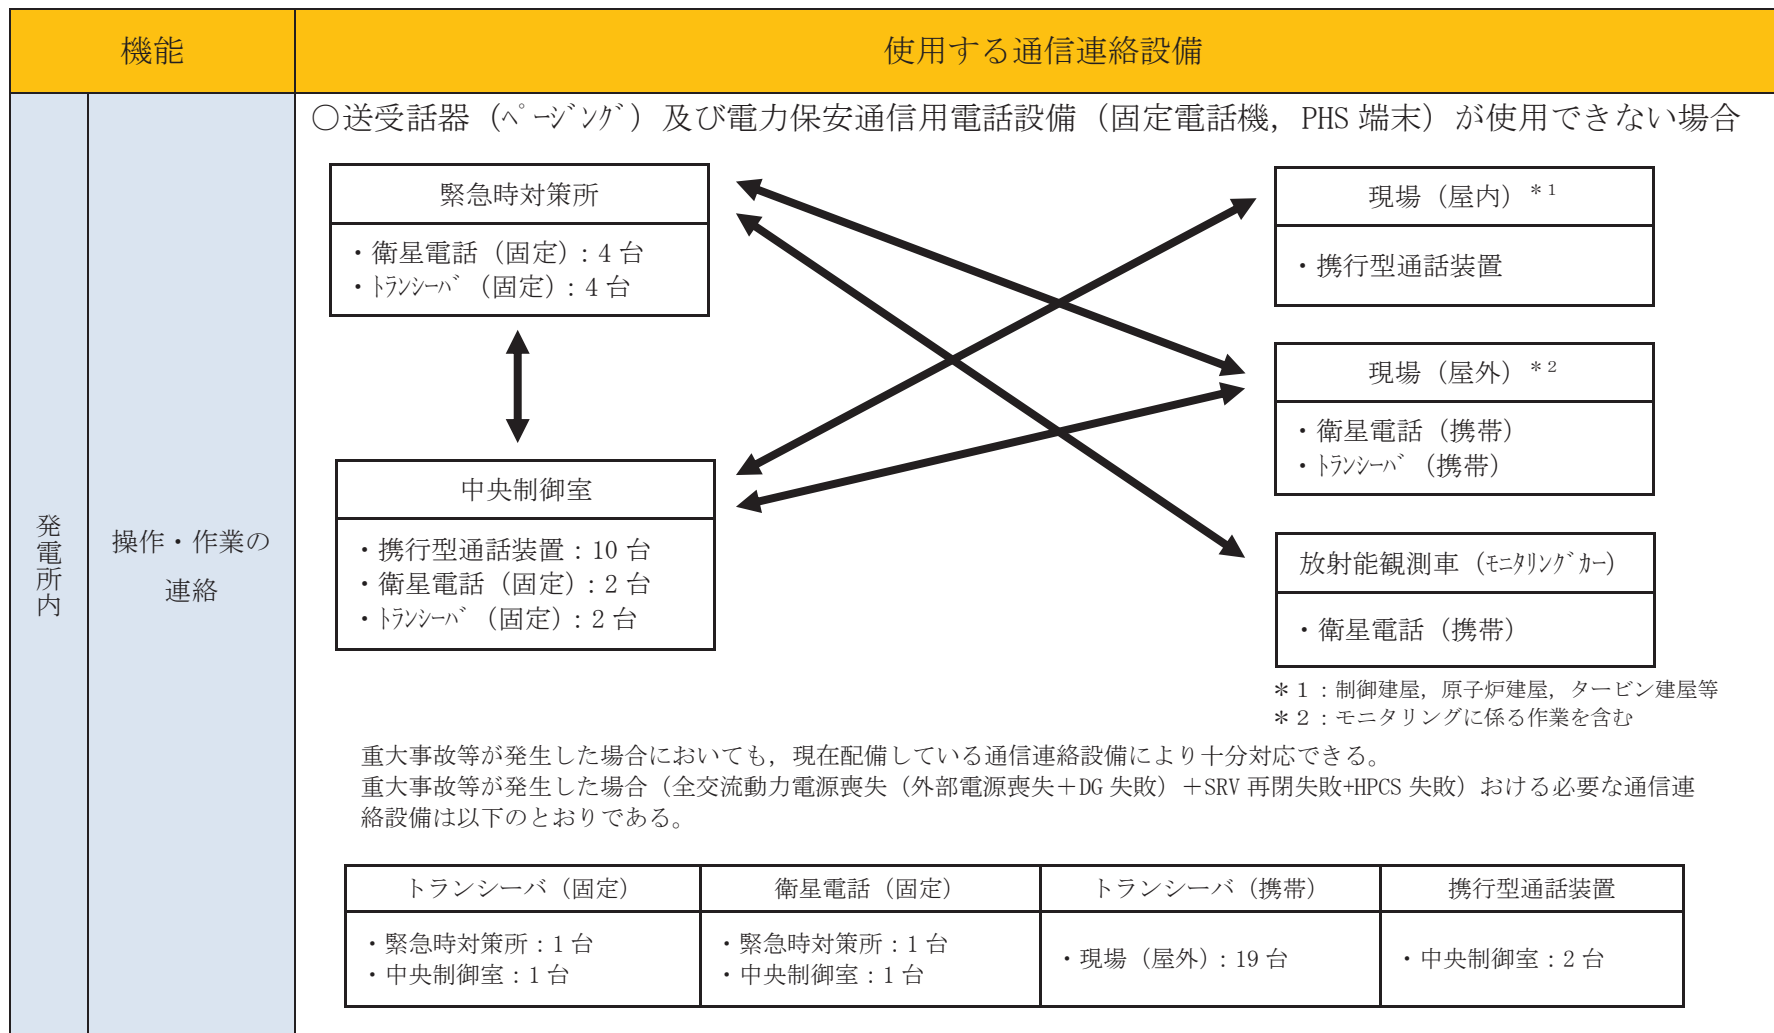 機能
使用する通信連絡設備
発電所内
操作・作業の
連絡
○送受話器（ﾍﾟｰｼﾞﾝｸﾞ）及び電力保安通信用電話設備（固定電話機，PHS 端末）が使用できない場合
緊急時対策所
・衛星電話（固定）：4 台
・ﾄﾗﾝｼｰﾊﾞ（固定）：4 台
中央制御室
・携行型通話装置：10 台
・衛星電話（固定）：2 台
・ﾄﾗﾝｼｰﾊﾞ（固定）：2 台
現場（屋内）＊1
・携行型通話装置
現場（屋外）＊2
・衛星電話（携帯）
・ﾄﾗﾝｼｰﾊﾞ（携帯）
放射能観測車（ﾓﾆﾀﾘﾝｸﾞｶｰ）
・衛星電話（携帯）
＊１：制御建屋，原子炉建屋，タービン建屋等
＊２：モニタリングに係る作業を含む
重大事故等が発生した場合においても，現在配備している通信連絡設備により十分対応できる。
重大事故等が発生した場合（全交流動力電源喪失（外部電源喪失＋DG 失敗）＋SRV 再閉失敗+HPCS 失敗）おける必要な通信連
絡設備は以下のとおりである。
トランシーバ（固定）
衛星電話（固定）
トランシーバ（携帯）
携行型通話装置
・緊急時対策所：1 台
・中央制御室：1 台
・緊急時対策所：1 台
・中央制御室：1 台
・現場（屋外）：19 台
・中央制御室：2 台